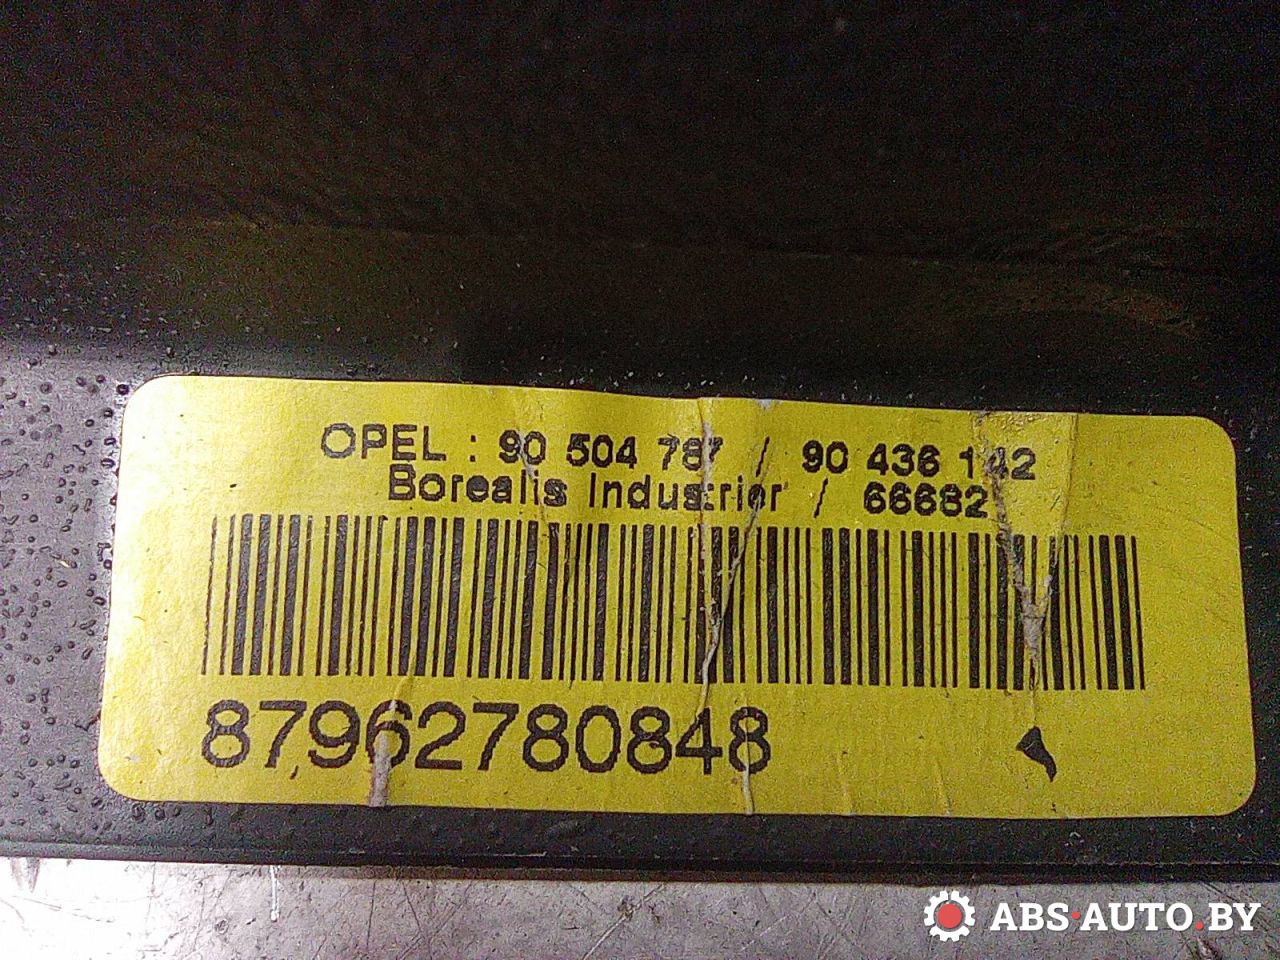 OPEL : 90 504 787 / 90 436 142
Borealis Industrier / 66682
87962780848
ABS·AUTO.BY